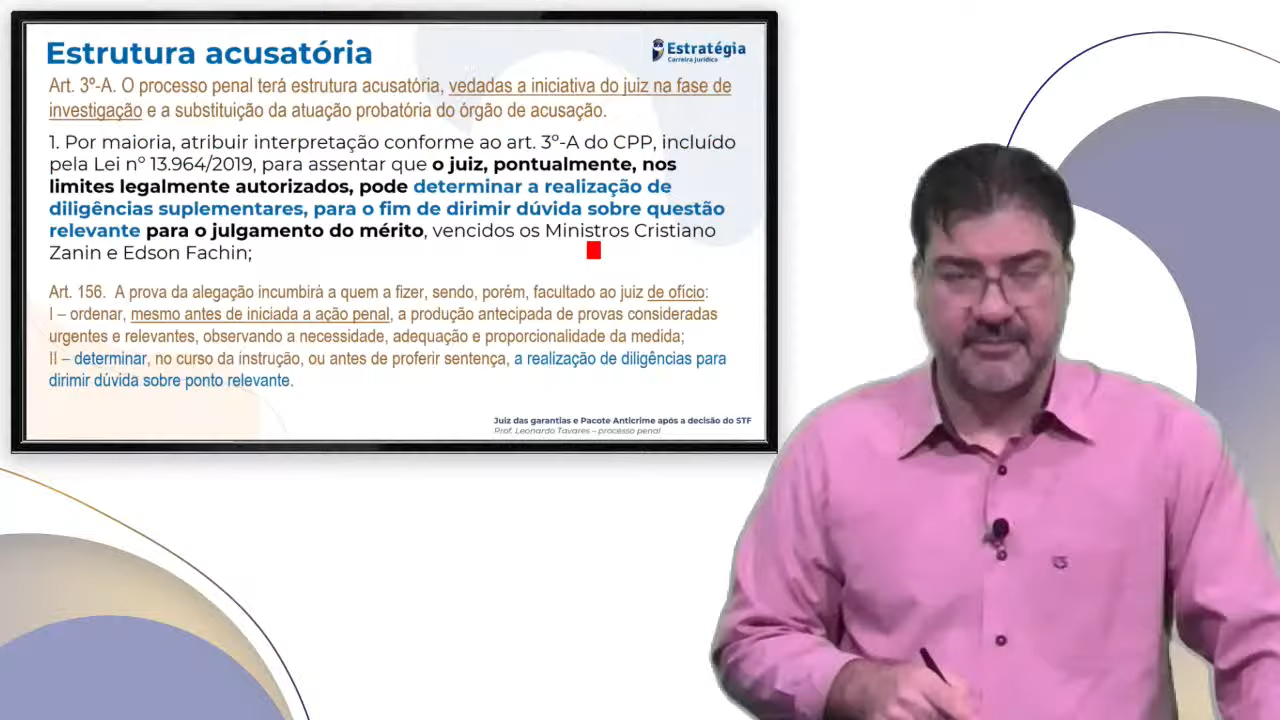 Estrutura acusatória
Estratégia
Carreira Jurídica
Art. 3º-A. O processo penal terá estrutura acusatória, vedadas a iniciativa do juiz na fase de
investigação e a substituição da atuação probatória do órgão de acusação.
1. Por maioria, atribuir interpretação conforme ao art. 3º-A do CPP, incluído
pela Lei nº 13.964/2019, para assentar que o juiz, pontualmente, nos
limites legalmente autorizados, pode determinar a realização de
diligências suplementares, para o fim de dirimir dúvida sobre questão
relevante para o julgamento do mérito, vencidos os Ministros Cristiano
Zanin e Edson Fachin;
Art. 156. A prova da alegação incumbirá a quem a fizer, sendo, porém, facultado ao juiz de ofício:
I – ordenar, mesmo antes de iniciada a ação penal, a produção antecipada de provas consideradas
urgentes e relevantes, observando a necessidade, adequação e proporcionalidade da medida;
II – determinar, no curso da instrução, ou antes de proferir sentença, a realização de diligências para
dirimir dúvida sobre ponto relevante.
Juiz das garantias e Pacote Anticrime após a decisão do STF
Prof. Leonardo Tavares – processo penal